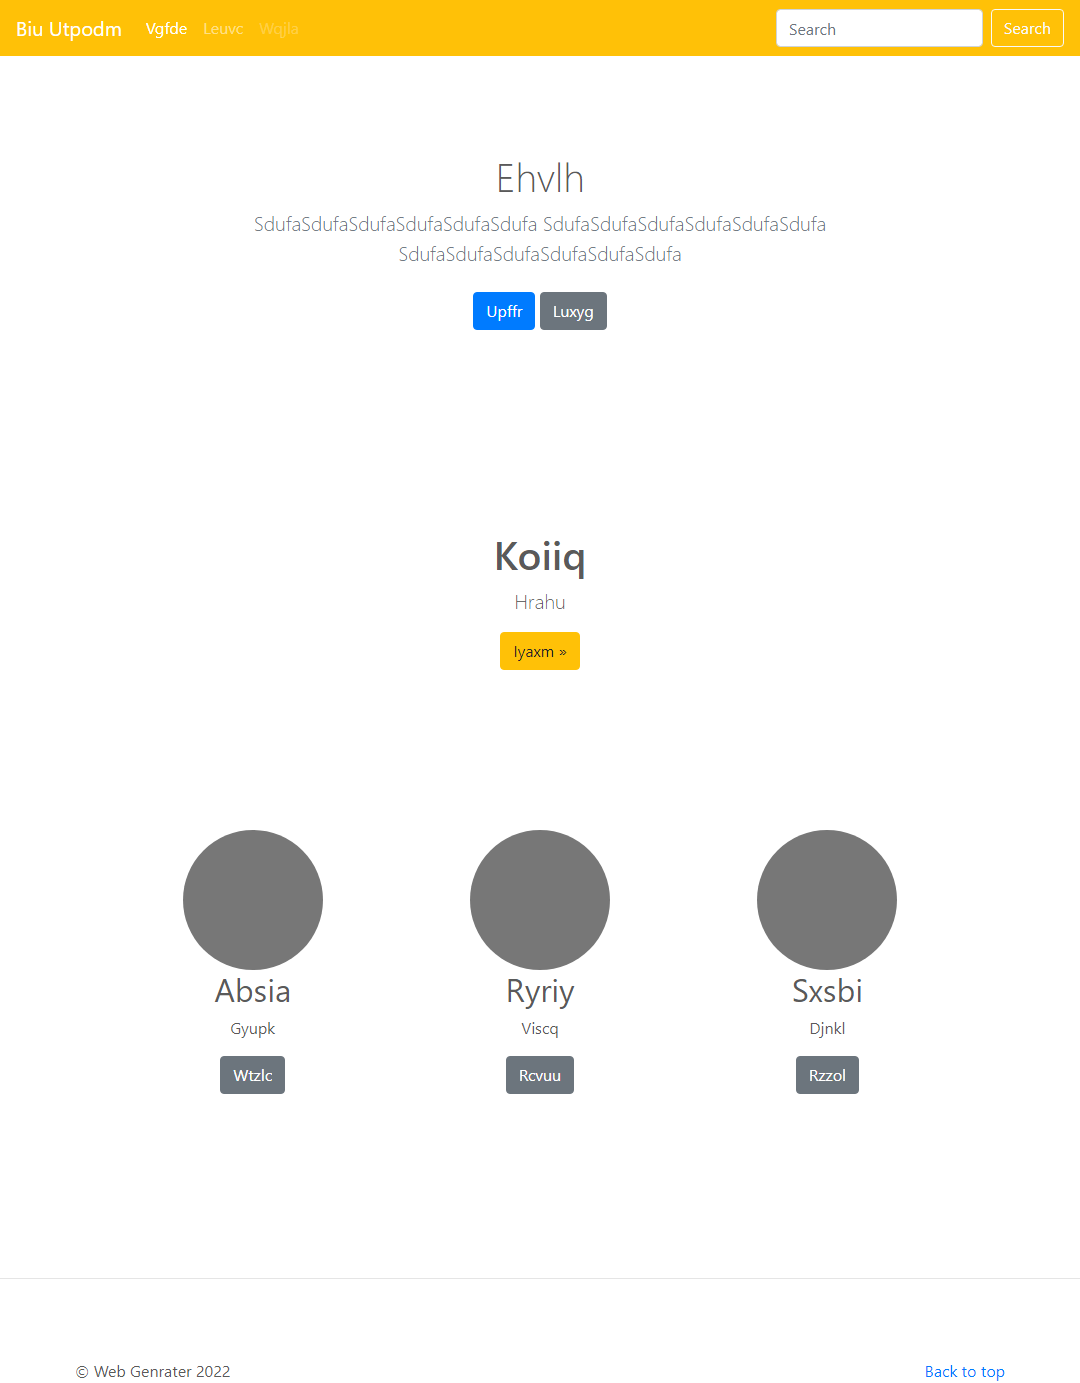 Biu Utpodm Vgfde Leuvc Wqjla Search Search
Ehvlh
SdufaSdufaSdufaSdufaSdufaSdufa SdufaSdufaSdufaSdufaSdufaSdufa
SdufaSdufaSdufaSdufaSdufaSdufa
Upffr Luxyg
Koiiq
Hrahu
lyaxm »
Absia Ryriy Sxsbi
Gyupk Viscq Djnkl
Wtzlc Rcvuu Rzzol
© Web Genrater 2022 Back to top